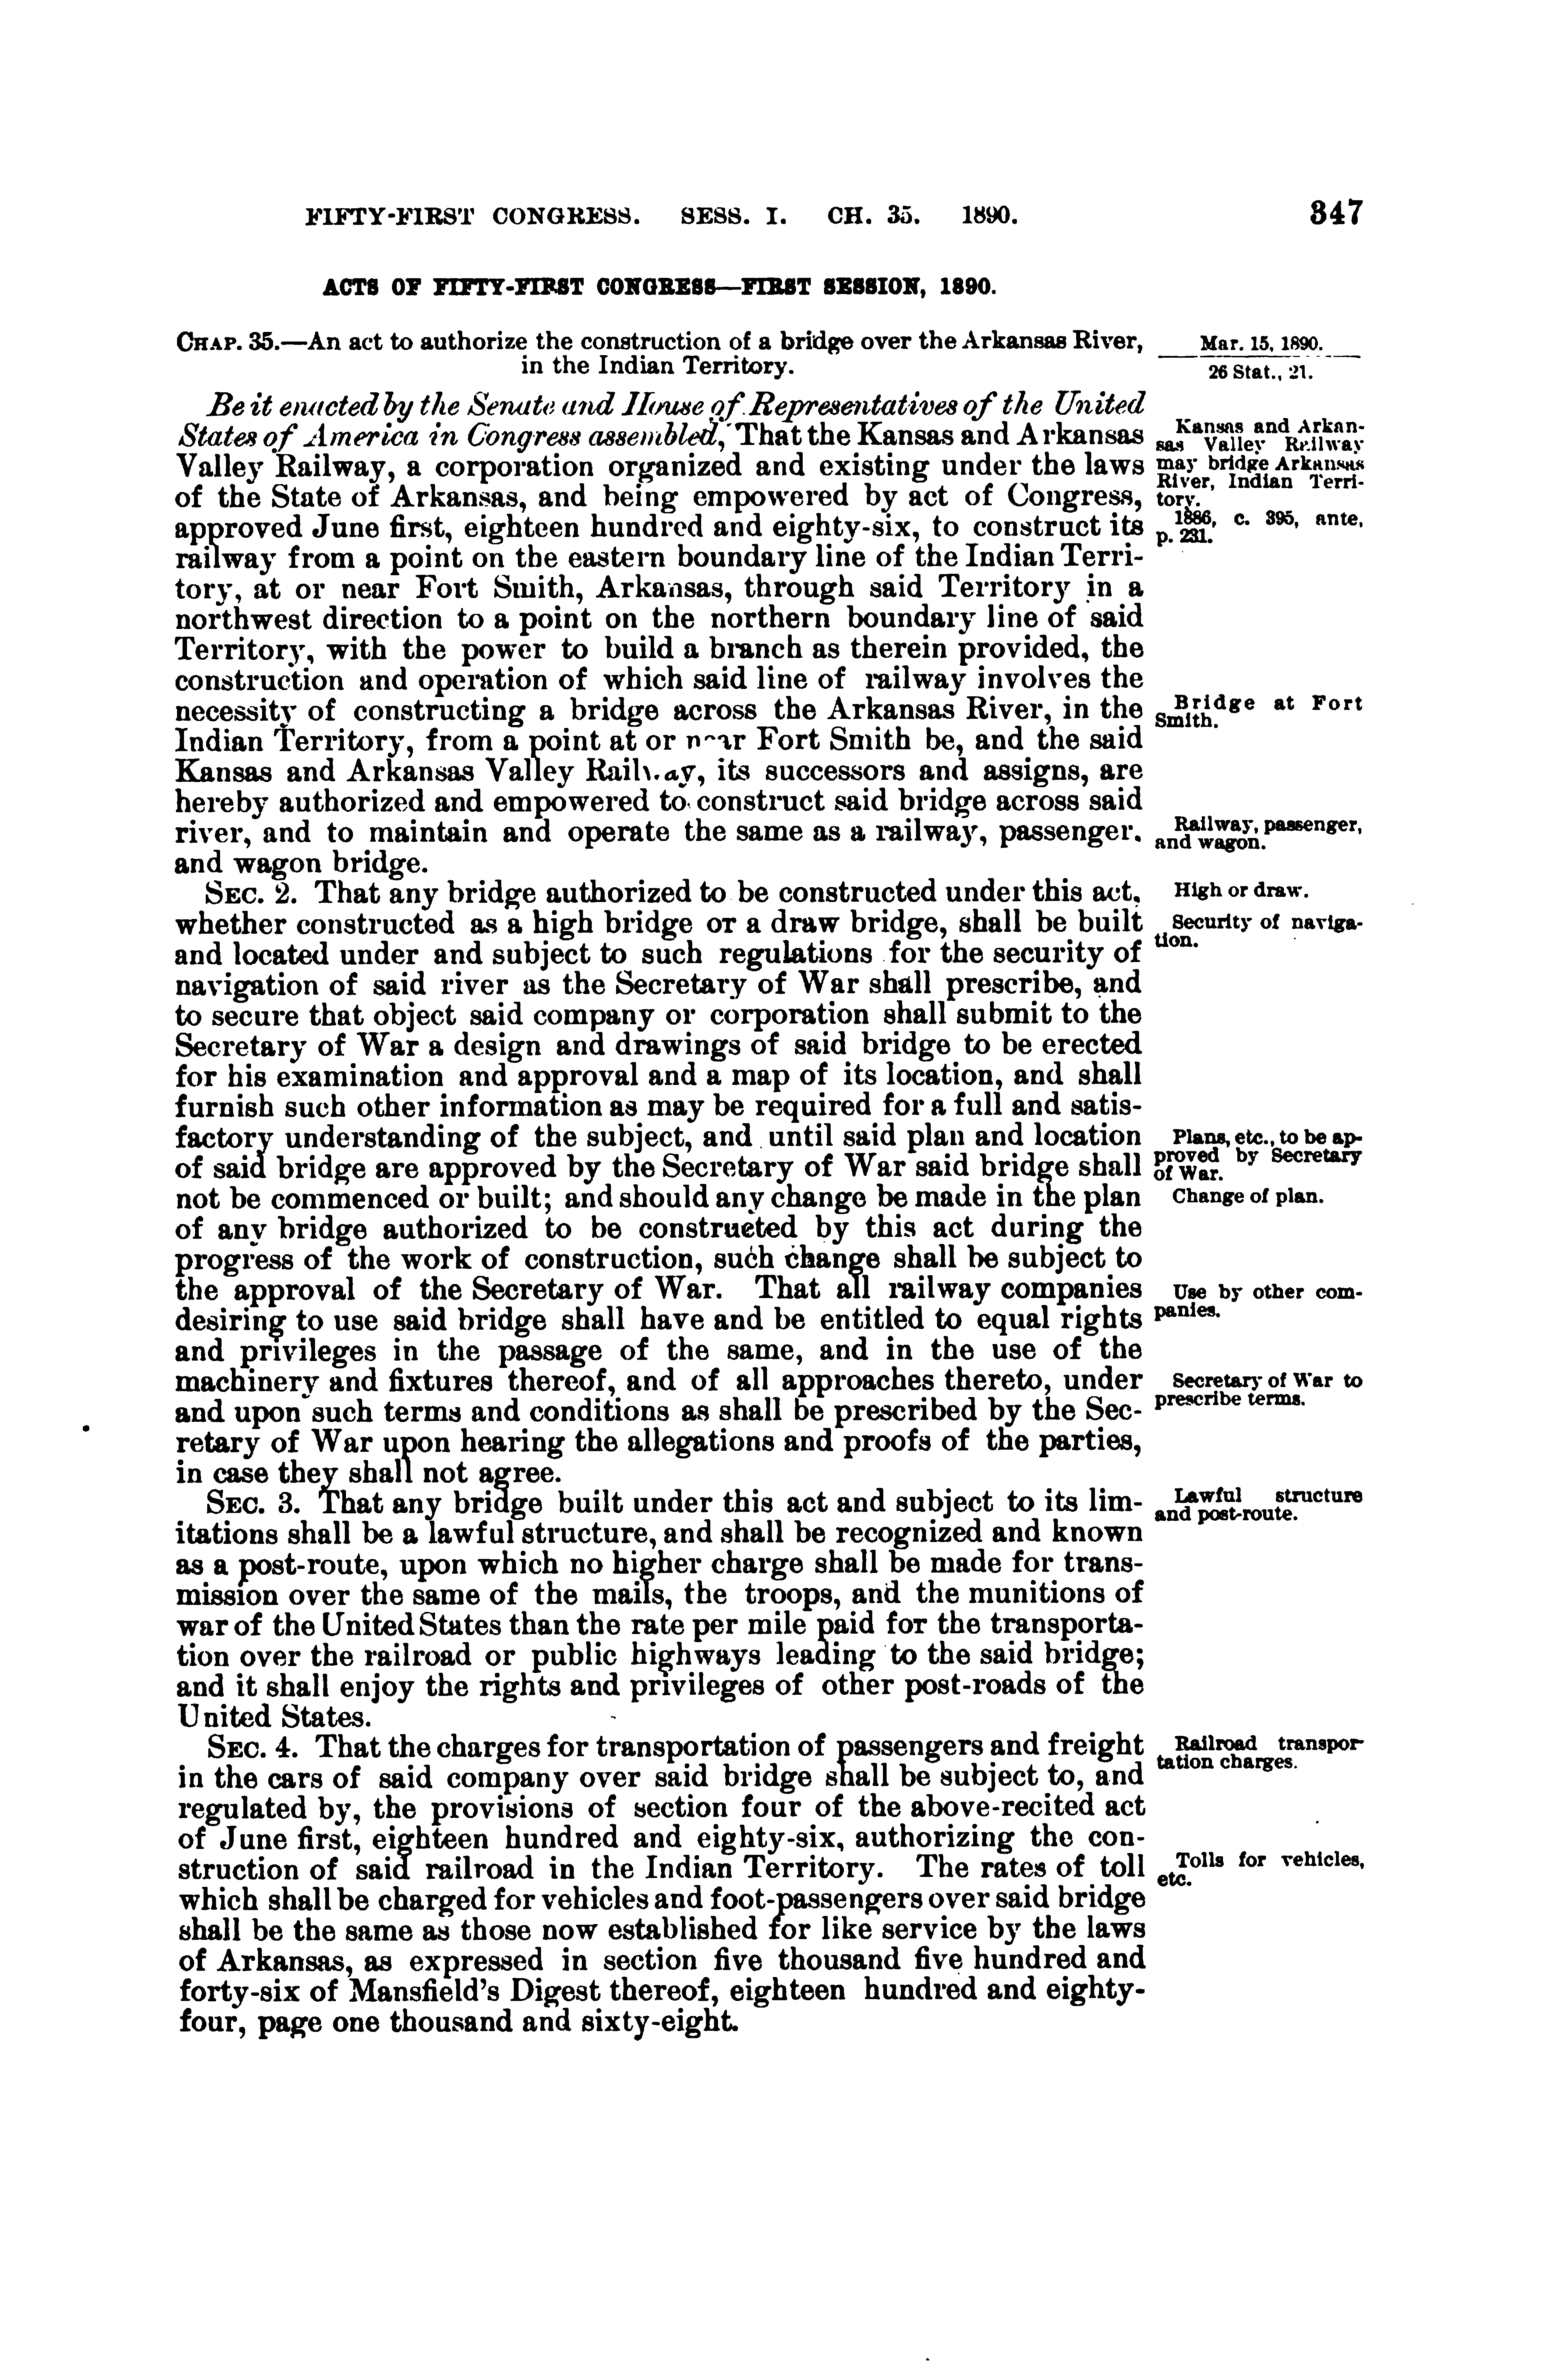 FIFTY-FIRST CONGRESS. SESS. I. CH. 35. 1890. 347
ACTS OF FIFTY-FIRST CONGRESS—FIRST SESSION, 1890.
CHAP. 35.—An act to authorize the construction of a bridge over the Arkansas River,
in the Indian Territory.
Mar. 15, 1890.
26 Stat., 21.
Be it enacted by the Senate and House of Representatives of the United
States of America in Congress assembled, That the Kansas and Arkansas
Valley Railway, a corporation organized and existing under the laws
of the State of Arkansas, and being empowered by act of Congress,
approved June first, eighteen hundred and eighty-six, to construct its
railway from a point on the eastern boundary line of the Indian Terri-
tory, at or near Fort Smith, Arkansas, through said Territory in a
northwest direction to a point on the northern boundary line of said
Territory, with the power to build a branch as therein provided, the
construction and operation of which said line of railway involves the
necessity of constructing a bridge across the Arkansas River, in the
Indian Territory, from a point at or near Fort Smith be, and the said
Kansas and Arkansas Valley Railway, its successors and assigns, are
hereby authorized and empowered to construct said bridge across said
river, and to maintain and operate the same as a railway, passenger,
and wagon bridge.
Kansas and Arkan-
sas Valley Railway
may bridge Arkansas
River, Indian Terri-
tory.
1886, c. 395, ante,
p. 231.
Bridge at Fort
Smith.
Railway, passenger,
and wagon.
SEC. 2. That any bridge authorized to be constructed under this act,
whether constructed as a high bridge or a draw bridge, shall be built
and located under and subject to such regulations for the security of
navigation of said river as the Secretary of War shall prescribe, and
to secure that object said company or corporation shall submit to the
Secretary of War a design and drawings of said bridge to be erected
for his examination and approval and a map of its location, and shall
furnish such other information as may be required for a full and satis-
factory understanding of the subject, and until said plan and location
of said bridge are approved by the Secretary of War said bridge shall
not be commenced or built; and should any change be made in the plan
of any bridge authorized to be constructed by this act during the
progress of the work of construction, such change shall be subject to
the approval of the Secretary of War. That all railway companies
desiring to use said bridge shall have and be entitled to equal rights
and privileges in the passage of the same, and in the use of the
machinery and fixtures thereof, and of all approaches thereto, under
and upon such terms and conditions as shall be prescribed by the Sec-
retary of War upon hearing the allegations and proofs of the parties,
in case they shall not agree.
High or draw.
Security of naviga-
tion.
Plans, etc., to be ap-
proved by Secretary
of War.
Change of plan.
Use by other com-
panies.
Secretary of War to
prescribe terms.
SEC. 3. That any bridge built under this act and subject to its lim-
itations shall be a lawful structure, and shall be recognized and known
as a post-route, upon which no higher charge shall be made for trans-
mission over the same of the mails, the troops, and the munitions of
war of the United States than the rate per mile paid for the transporta-
tion over the railroad or public highways leading to the said bridge;
and it shall enjoy the rights and privileges of other post-roads of the
United States.
Lawful structure
and post-route.
SEC. 4. That the charges for transportation of passengers and freight
in the cars of said company over said bridge shall be subject to, and
regulated by, the provisions of section four of the above-recited act
of June first, eighteen hundred and eighty-six, authorizing the con-
struction of said railroad in the Indian Territory. The rates of toll
which shall be charged for vehicles and foot-passengers over said bridge
shall be the same as those now established for like service by the laws
of Arkansas, as expressed in section five thousand five hundred and
forty-six of Mansfield's Digest thereof, eighteen hundred and eighty-
four, page one thousand and sixty-eight.
Railroad transpor-
tation charges.
Tolls for vehicles,
etc.